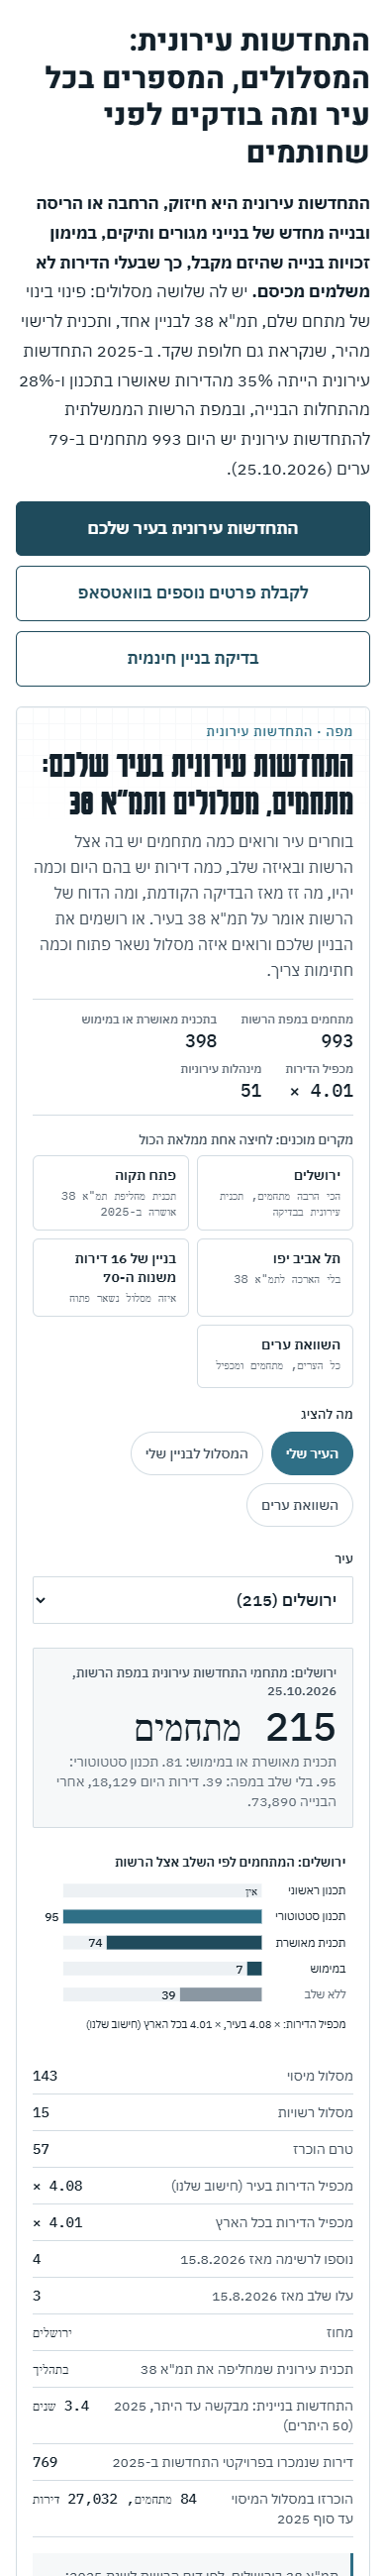 התחדשות עירונית:
המסלולים, המספרים בכל
עיר ומה בודקים לפני
שחותמים
התחדשות עירונית היא חיזוק, הרחבה או הריסה
ובנייה מחדש של בנייני מגורים ותיקים, במימון
זכויות בנייה שהיזם מקבל, כך שבעלי הדירות לא
משלמים מכיסם. יש לה שלושה מסלולים: פינוי בינוי
של מתחם שלם, תמ"א 38 לבניין אחד, ותכנית לרישוי
מהיר, שנקראת גם חלופת שקד. ב-2025 התחדשות
עירונית הייתה 35% מהדירות שאושרו בתכנון ו-28%
מהתחלות הבנייה, ובמפת הרשות הממשלתית
להתחדשות עירונית יש היום 993 מתחמים ב-79
ערים (25.10.2026).
התחדשות עירונית בעיר שלכם
לקבלת פרטים נוספים בוואטסאפ
בדיקת בניין חינמית
מפה · התחדשות עירונית
התחדשות עירונית בעיר שלכם:
מתחמים, מסלולים ותמ"א 38
בוחרים עיר ורואים כמה מתחמים יש בה אצל
הרשות ובאיזה שלב, כמה דירות יש בהם היום וכמה
יהיו, מה זז מאז הבדיקה הקודמת, ומה הדוח של
הרשות אומר על תמ"א 38 בעיר. או רושמים את
הבניין שלכם ורואים איזה מסלול נשאר פתוח וכמה
חתימות צריך.
מתחמים במפת הרשות
993
בתכנית מאושרת או במימוש
398
מכפיל הדירות
× 4.01
מינהלות עירוניות
51
מקרים מוכנים: לחיצה אחת ממלאת הכול
ירושלים
הכי הרבה מתחמים, תכנית
עירונית בבדיקה
פתח תקוה
תכנית מחליפת תמ"א 38
אושרה ב-2025
תל אביב יפו
בלי הארכה לתמ"א 38
בניין של 16 דירות
משנות ה-70
איזה מסלול נשאר פתוח
השוואת ערים
כל הערים, מתחמים ומכפיל
מה להציג
העיר שלי
המסלול לבניין שלי
השוואת ערים
עיר
ירושלים (215)
ירושלים: מתחמי התחדשות עירונית במפת הרשות,
25.10.2026
215 מתחמים
תכנית מאושרת או במימוש: 81. תכנון סטטוטורי:
95. בלי שלב במפה: 39. דירות היום 18,129, אחרי
הבנייה 73,890.
ירושלים: המתחמים לפי השלב אצל הרשות
תכנון ראשוני אין
תכנון סטטוטורי 95
תכנית מאושרת 74
במימוש 7
ללא שלב 39
מכפיל הדירות: × 4.08 בעיר, × 4.01 בכל הארץ (חישוב שלנו)
מסלול מיסוי 143
מסלול רשויות 15
טרם הוכרז 57
מכפיל הדירות בעיר (חישוב שלנו) × 4.08
מכפיל הדירות בכל הארץ × 4.01
נוספו לרשימה מאז 15.8.2026 4
עלו שלב מאז 15.8.2026 3
מחוז ירושלים
תכנית עירונית שמחליפה את תמ"א 38 בתהליך
התחדשות בניינית: מבקשה עד היתר, 2025 3.4 שנים
(50 היתרים)
דירות שנמכרו בפרויקטי התחדשות ב-2025 769
הוכרזו במסלול המיסוי 84 מתחמים, 27,032 דירות
עד סוף 2025